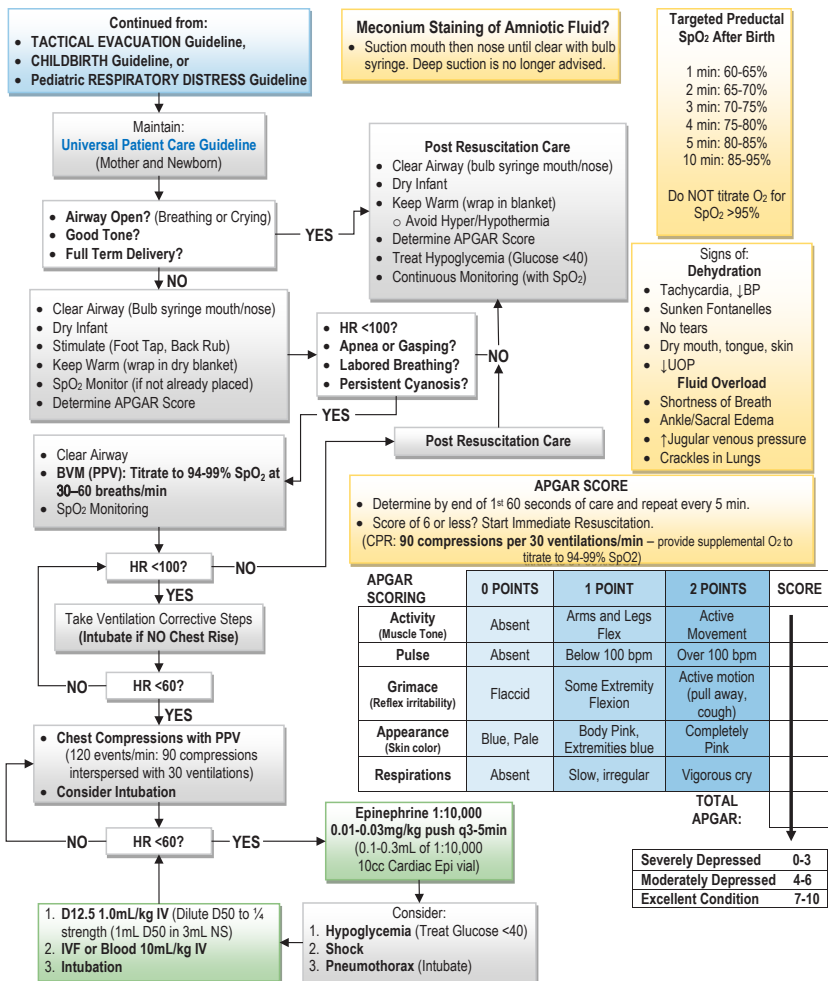 Continued from:
• TACTICAL EVACUATION Guideline,
• CHILDBIRTH Guideline, or
• Pediatric RESPIRATORY DISTRESS Guideline
Meconium Staining of Amniotic Fluid?
• Suction mouth then nose until clear with bulb
syringe. Deep suction is no longer advised.
Targeted Preductal
SpO₂ After Birth
1 min: 60-65%
2 min: 65-70%
3 min: 70-75%
4 min: 75-80%
5 min: 80-85%
10 min: 85-95%
Do NOT titrate O₂ for
SpO₂ >95%
Maintain:
Universal Patient Care Guideline
(Mother and Newborn)
• Airway Open? (Breathing or Crying)
• Good Tone?
• Full Term Delivery?
YES
NO
Post Resuscitation Care
• Clear Airway (bulb syringe mouth/nose)
• Dry Infant
• Keep Warm (wrap in blanket)
o Avoid Hyper/Hypothermia
• Determine APGAR Score
• Treat Hypoglycemia (Glucose <40)
• Continuous Monitoring (with SpO₂)
Signs of:
Dehydration
• Tachycardia, ↓BP
• Sunken Fontanelles
• No tears
• Dry mouth, tongue, skin
• ↓UOP
Fluid Overload
• Shortness of Breath
• Ankle/Sacral Edema
• ↑Jugular venous pressure
• Crackles in Lungs
• Clear Airway (Bulb syringe mouth/nose)
• Dry Infant
• Stimulate (Foot Tap, Back Rub)
• Keep Warm (wrap in dry blanket)
• SpO₂ Monitor (if not already placed)
• Determine APGAR Score
• HR <100?
• Apnea or Gasping?
• Labored Breathing?
• Persistent Cyanosis?
NO
YES
Post Resuscitation Care
• Clear Airway
• BVM (PPV): Titrate to 94-99% SpO₂ at
30–60 breaths/min
• SpO₂ Monitoring
APGAR SCORE
• Determine by end of 1st 60 seconds of care and repeat every 5 min.
• Score of 6 or less? Start Immediate Resuscitation.
(CPR: 90 compressions per 30 ventilations/min – provide supplemental O₂ to
titrate to 94-99% SpO2)
HR <100?
NO
YES
Take Ventilation Corrective Steps
(Intubate if NO Chest Rise)
NO
HR <60?
YES
• Chest Compressions with PPV
(120 events/min: 90 compressions
interspersed with 30 ventilations)
• Consider Intubation
NO
HR <60?
YES
Epinephrine 1:10,000
0.01-0.03mg/kg push q3-5min
(0.1-0.3mL of 1:10,000
10cc Cardiac Epi vial)
Consider:
1. Hypoglycemia (Treat Glucose <40)
2. Shock
3. Pneumothorax (Intubate)
1. D12.5 1.0mL/kg IV (Dilute D50 to ¼
strength (1mL D50 in 3mL NS)
2. IVF or Blood 10mL/kg IV
3. Intubation
APGAR
SCORING
0 POINTS
1 POINT
2 POINTS
SCORE
Activity
(Muscle Tone)
Absent
Arms and Legs
Flex
Active
Movement
Pulse
Absent
Below 100 bpm
Over 100 bpm
Grimace
(Reflex irritability)
Flaccid
Some Extremity
Flexion
Active motion
(pull away,
cough)
Appearance
(Skin color)
Blue, Pale
Body Pink,
Extremities blue
Completely
Pink
Respirations
Absent
Slow, irregular
Vigorous cry
TOTAL
APGAR:
Severely Depressed 0-3
Moderately Depressed 4-6
Excellent Condition 7-10